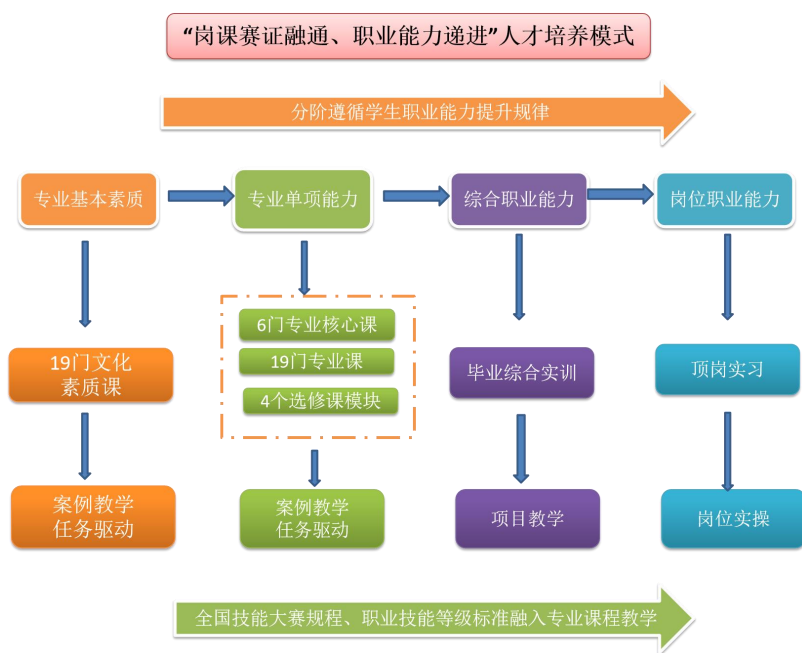 “岗课赛证融通、职业能力递进”人才培养模式
分阶遵循学生职业能力提升规律
专业基本素质
专业单项能力
综合职业能力
岗位职业能力
6门专业核心课
19门专业课
4个选修课模块
19门文化
素质课
毕业综合实训
顶岗实习
案例教学
任务驱动
案例教学
任务驱动
项目教学
岗位实操
全国技能大赛规程、职业技能等级标准融入专业课程教学